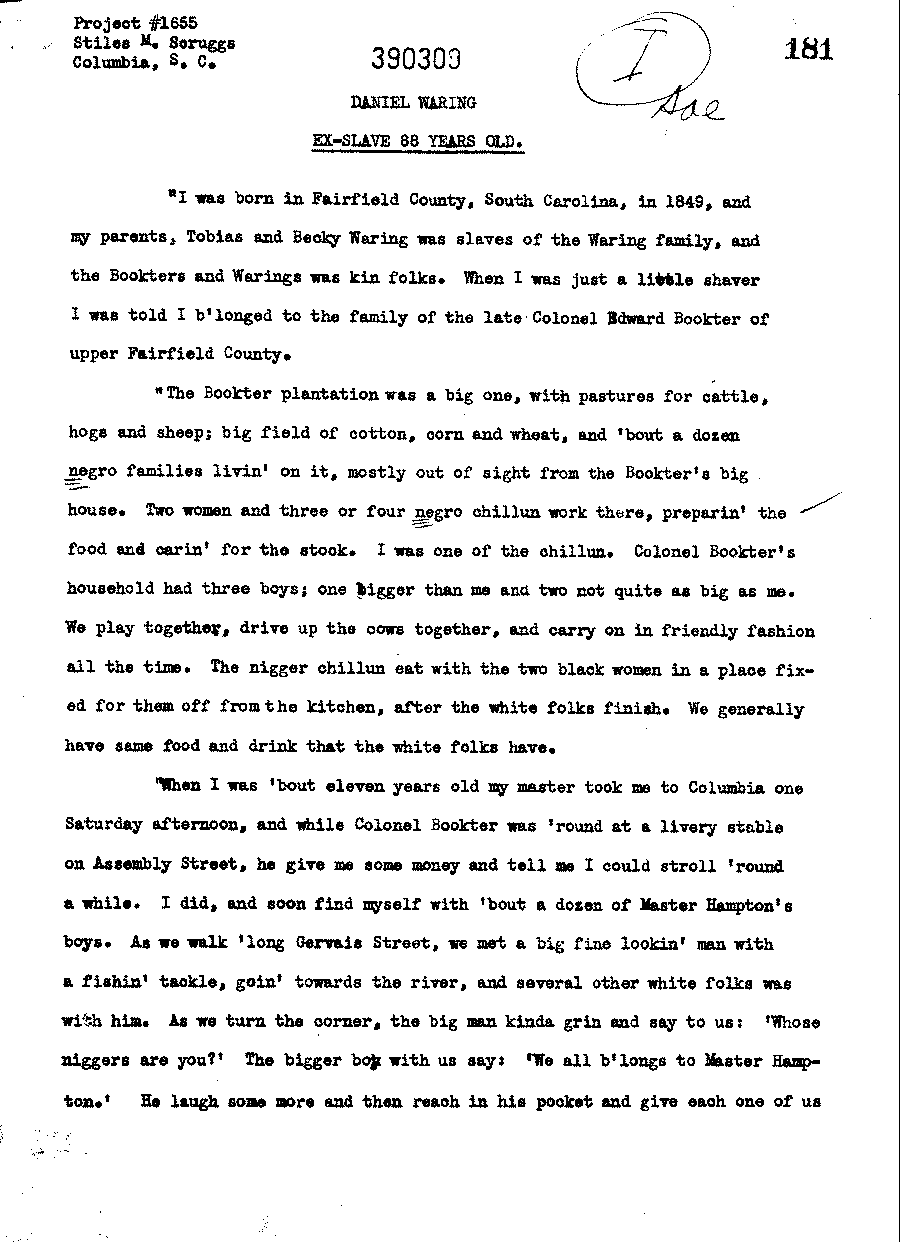 Project #1655
Stiles M. Scruggs
Columbia, S. C.
390309
I
181
DANIEL WARING
EX-SLAVE 88 YEARS OLD.
"I was born in Fairfield County, South Carolina, in 1849, and
my parents, Tobias and Becky Waring was slaves of the Waring family, and
the Bookters and Warings was kin folks. When I was just a little shaver
I was told I b'longed to the family of the late Colonel Edward Bookter of
upper Fairfield County.
"The Bookter plantation was a big one, with pastures for cattle,
hogs and sheep; big field of cotton, corn and wheat, and 'bout a dozen
negro families livin' on it, mostly out of sight from the Bookter's big
house. Two women and three or four negro chillun work there, preparin' the
food and carin' for the stock. I was one of the chillun. Colonel Bookter's
household had three boys; one bigger than me and two not quite as big as me.
We play together, drive up the cows together, and carry on in friendly fashion
all the time. The nigger chillun eat with the two black women in a place fix-
ed for them off from the kitchen, after the white folks finish. We generally
have same food and drink that the white folks have.
"When I was 'bout eleven years old my master took me to Columbia one
Saturday afternoon, and while Colonel Bookter was 'round at a livery stable
on Assembly Street, he give me some money and tell me I could stroll 'round
a while. I did, and soon find myself with 'bout a dozen of Master Hampton's
boys. As we walk 'long Gervais Street, we met a big fine lookin' man with
a fishin' tackle, goin' towards the river, and several other white folks was
with him. As we turn the corner, the big man kinda grin and say to us: 'Whose
niggers are you?' The bigger boy with us say: 'We all b'longs to Master Hamp-
ton.' He laugh some more and then reach in his pocket and give each one of us